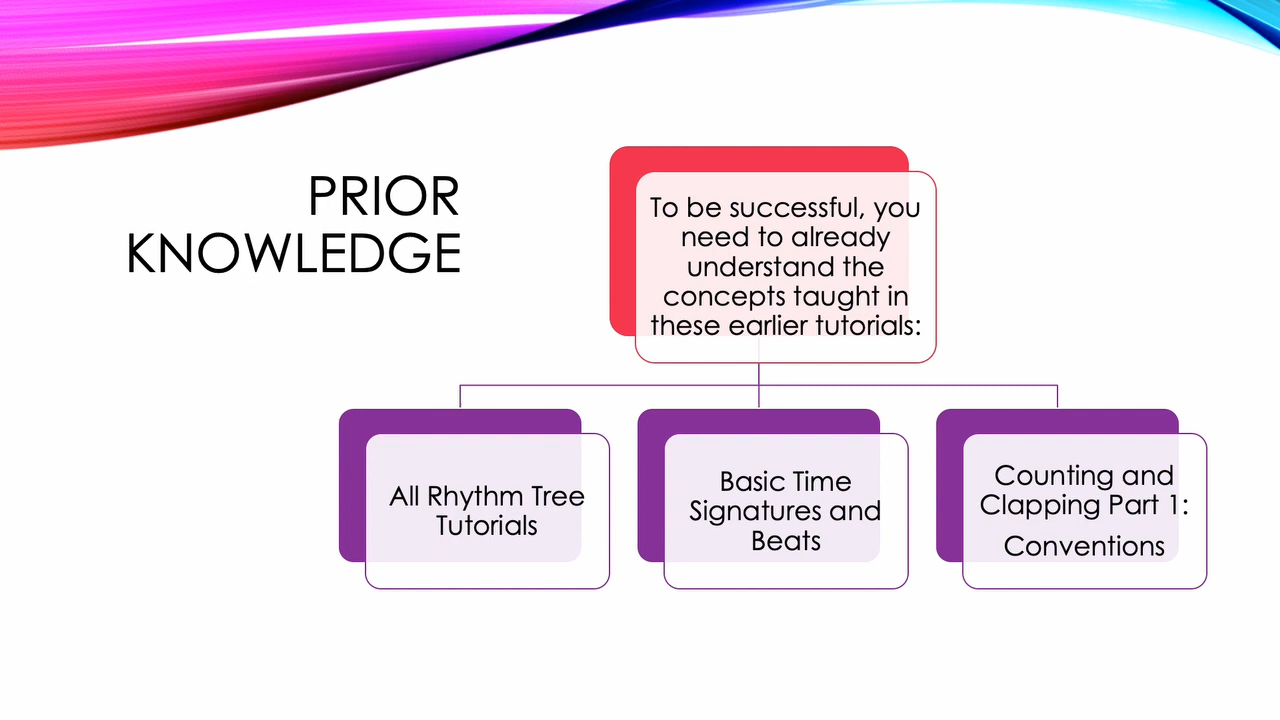 PRIOR
KNOWLEDGE
To be successful, you
need to already
understand the
concepts taught in
these earlier tutorials:
All Rhythm Tree
Tutorials
Basic Time
Signatures and
Beats
Counting and
Clapping Part 1:
Conventions